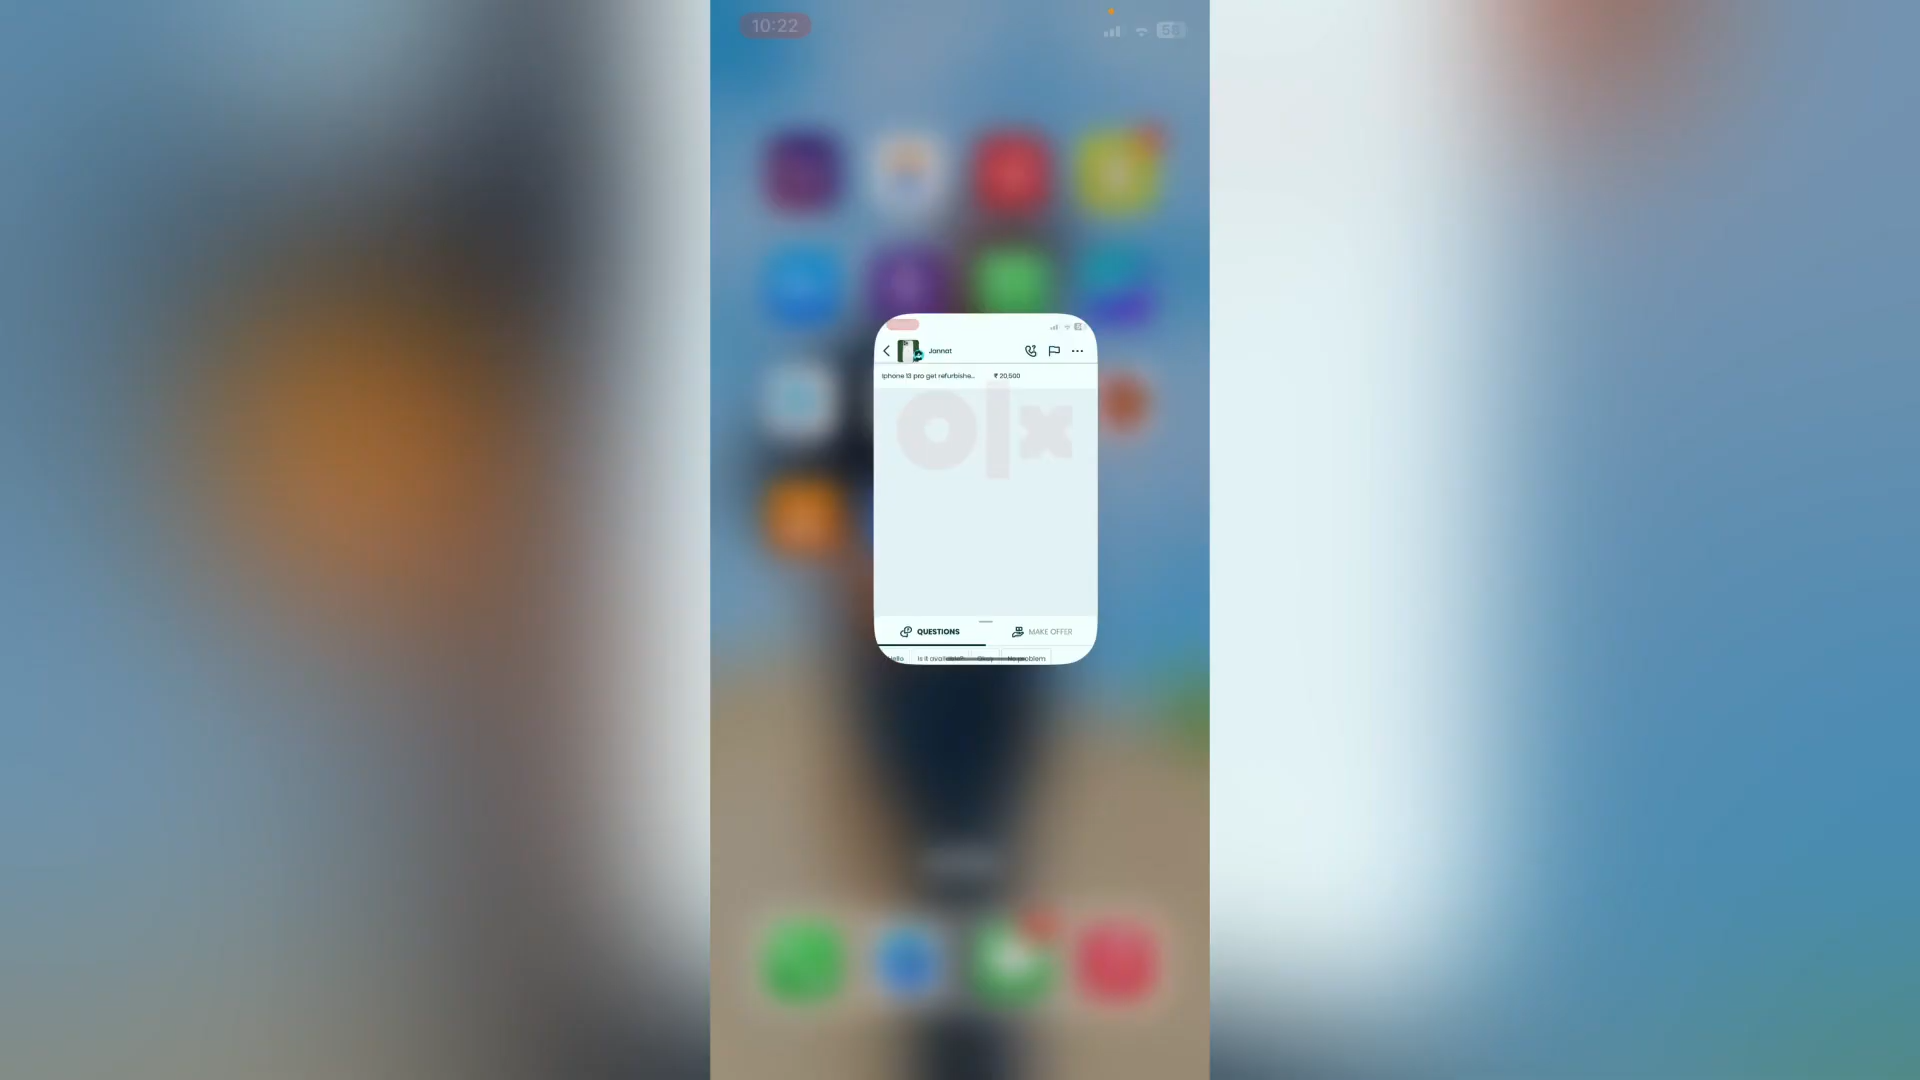 10:22
56
Jannat
Iphone 13 pro get refurbishe... ₹ 20,500
olx
QUESTIONS
MAKE OFFER
Hello
Is it available?
Okay
No problem